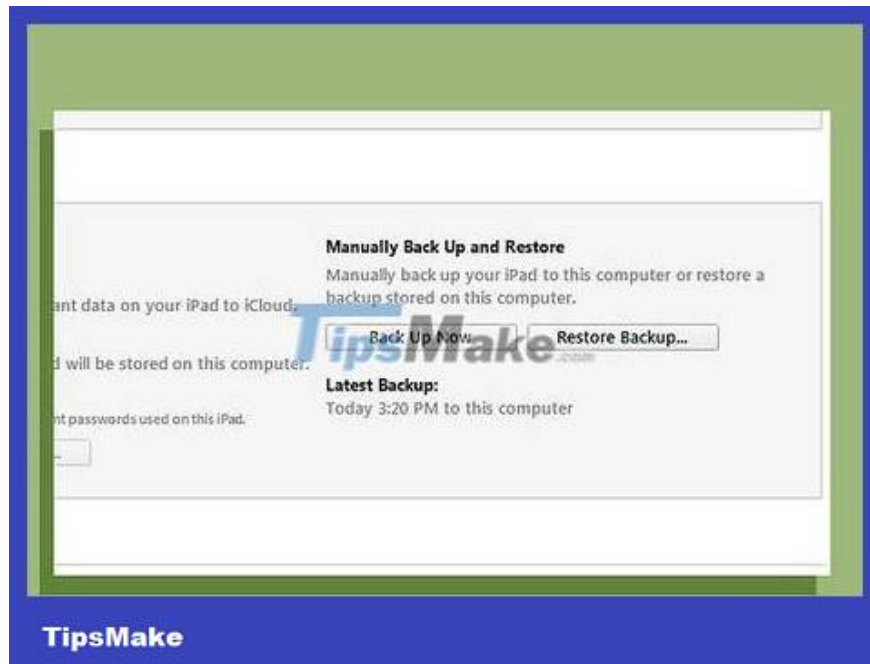 Manually Back Up and Restore
Manually back up your iPad to this computer or restore a
backup stored on this computer.
ant data on your iPad to iCloud.
Back Up Now
Restore Backup...
TipsMake.com
d will be stored on this computer.
Latest Backup:
Today 3:20 PM to this computer
nt passwords used on this iPad.
...
TipsMake